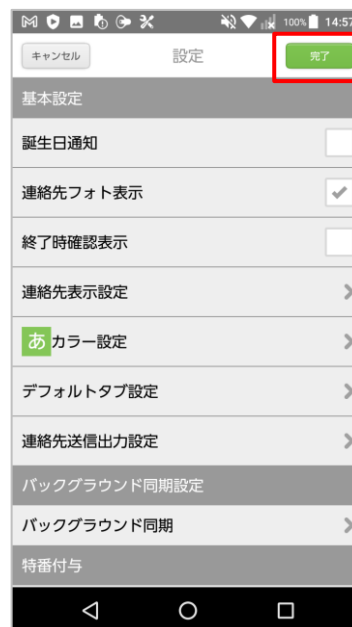 100% 14:57
キャンセル 設定 完了
基本設定
誕生日通知
連絡先フォト表示
終了時確認表示
連絡先表示設定
あ カラー設定
デフォルトタブ設定
連絡先送信出力設定
バックグラウンド同期設定
バックグラウンド同期
特番付与